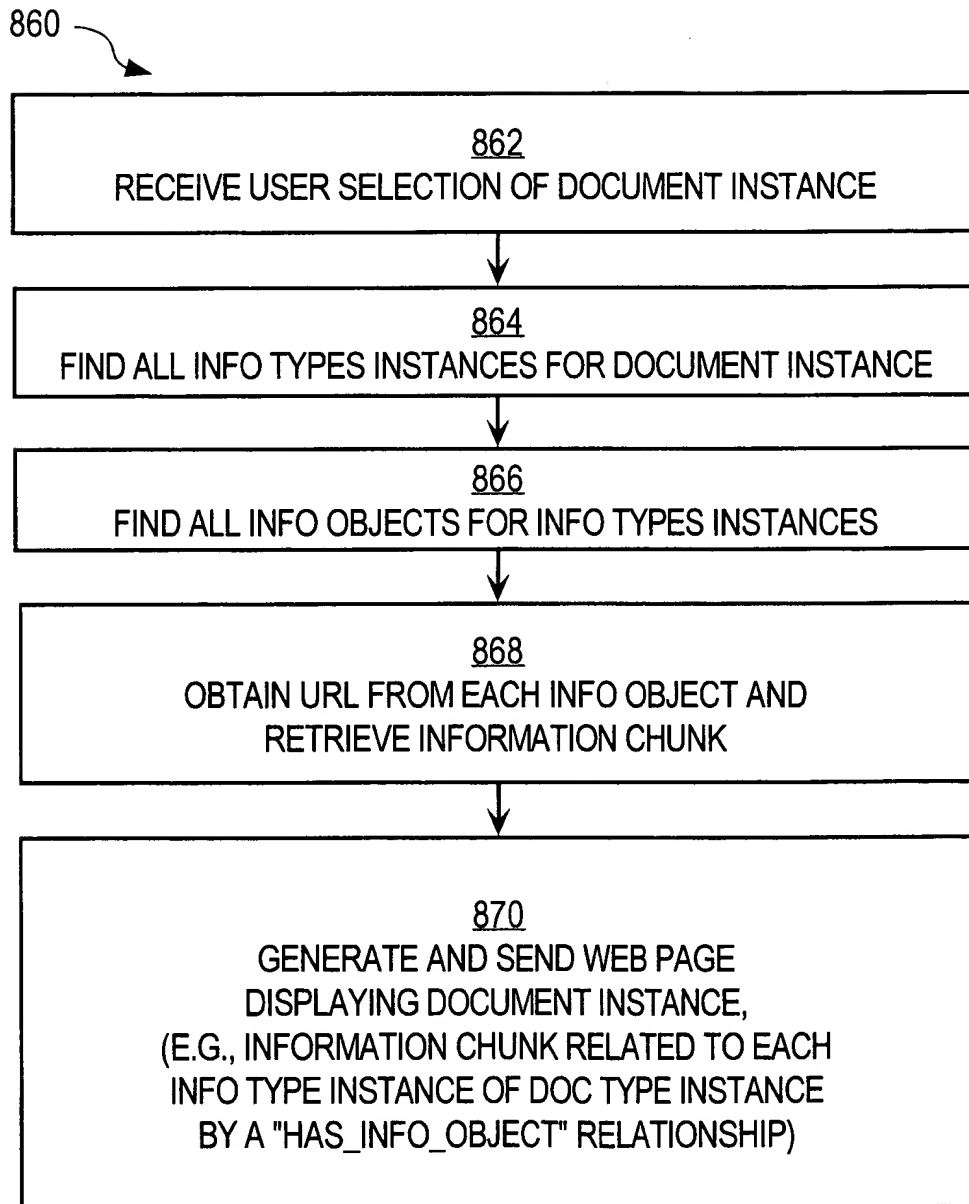 860
862
RECEIVE USER SELECTION OF DOCUMENT INSTANCE
864
FIND ALL INFO TYPES INSTANCES FOR DOCUMENT INSTANCE
866
FIND ALL INFO OBJECTS FOR INFO TYPES INSTANCES
868
OBTAIN URL FROM EACH INFO OBJECT AND
RETRIEVE INFORMATION CHUNK
870
GENERATE AND SEND WEB PAGE
DISPLAYING DOCUMENT INSTANCE,
(E.G., INFORMATION CHUNK RELATED TO EACH
INFO TYPE INSTANCE OF DOC TYPE INSTANCE
BY A "HAS_INFO_OBJECT" RELATIONSHIP)